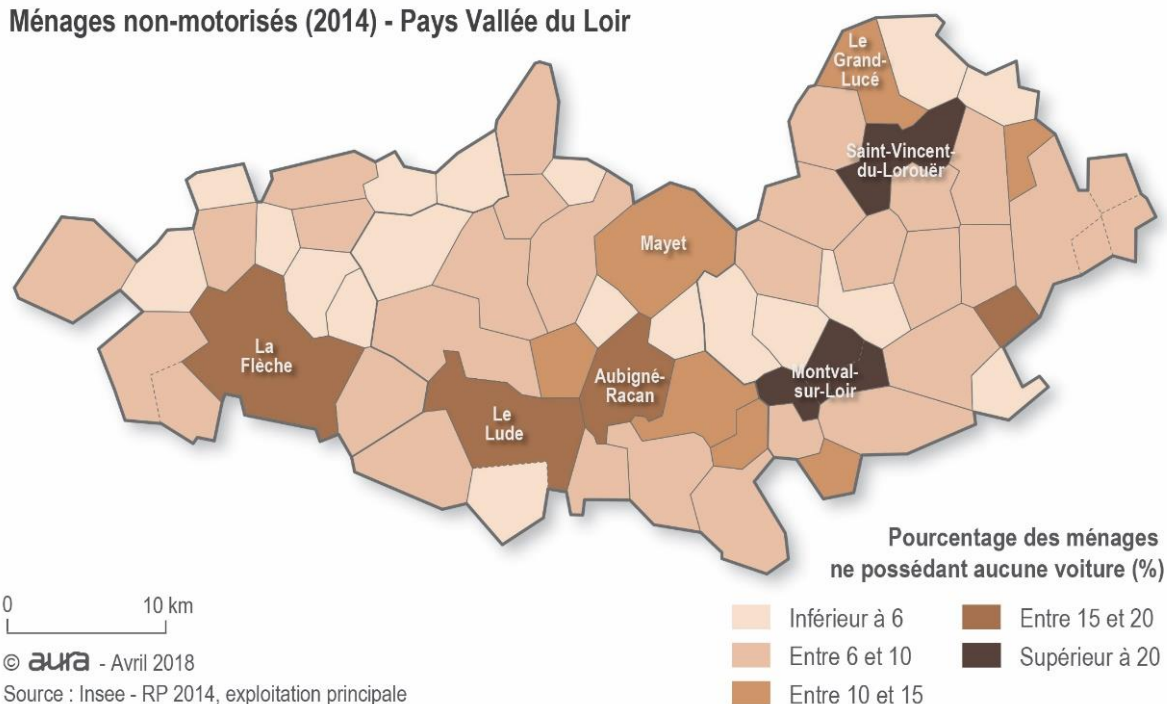 Ménages non-motorisés (2014) - Pays Vallée du Loir
Le
Grand-
Lucé
Saint-Vincent-
du-Lorouër
Mayet
La
Flèche
Aubigné-
Racan
Montval-
sur-Loir
Le
Lude
Pourcentage des ménages
ne possédant aucune voiture (%)
Inférieur à 6
Entre 6 et 10
Entre 10 et 15
Entre 15 et 20
Supérieur à 20
0 10 km
© aura - Avril 2018
Source : Insee - RP 2014, exploitation principale